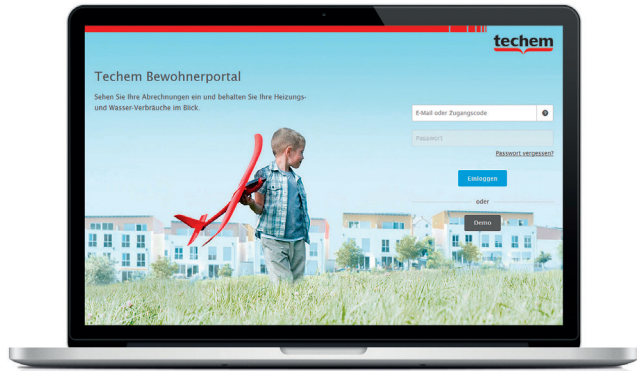 techem
Techem Bewohnerportal
Sehen Sie Ihre Abrechnungen ein und behalten Sie Ihre Heizungs-
und Wasser-Verbräuche im Blick.
E-Mail oder Zugangscode
?
Passwort
Passwort vergessen?
Einloggen
oder
Demo